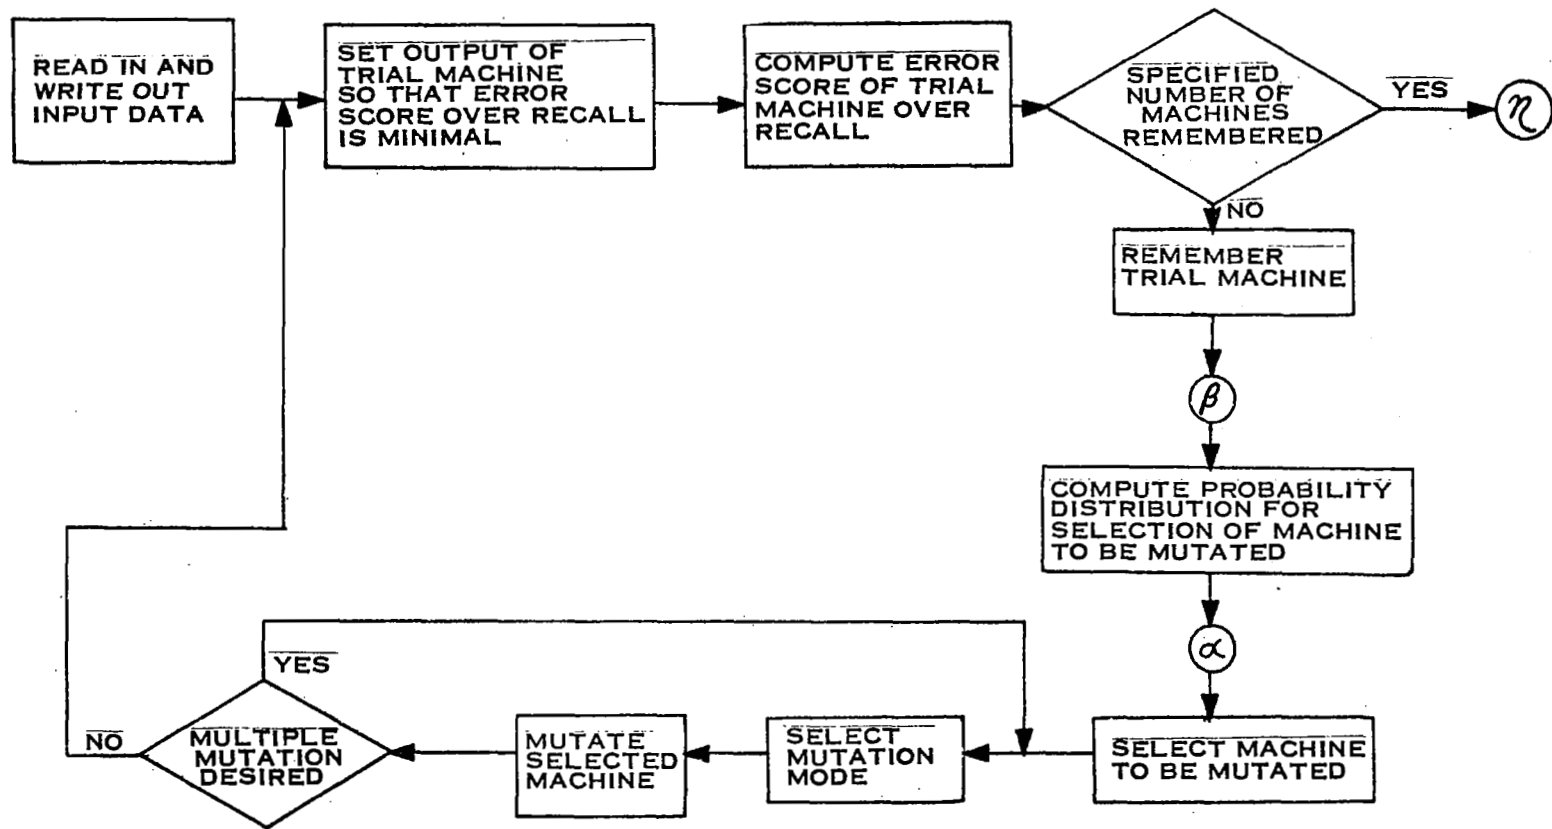 READ IN AND
WRITE OUT
INPUT DATA
SET OUTPUT OF
TRIAL MACHINE
SO THAT ERROR
SCORE OVER RECALL
IS MINIMAL
COMPUTE ERROR
SCORE OF TRIAL
MACHINE OVER
RECALL
SPECIFIED
NUMBER OF
MACHINES
REMEMBERED
YES
η
NO
REMEMBER
TRIAL MACHINE
β
COMPUTE PROBABILITY
DISTRIBUTION FOR
SELECTION OF MACHINE
TO BE MUTATED
α
SELECT MACHINE
TO BE MUTATED
SELECT
MUTATION
MODE
MUTATE
SELECTED
MACHINE
MULTIPLE
MUTATION
DESIRED
YES
NO